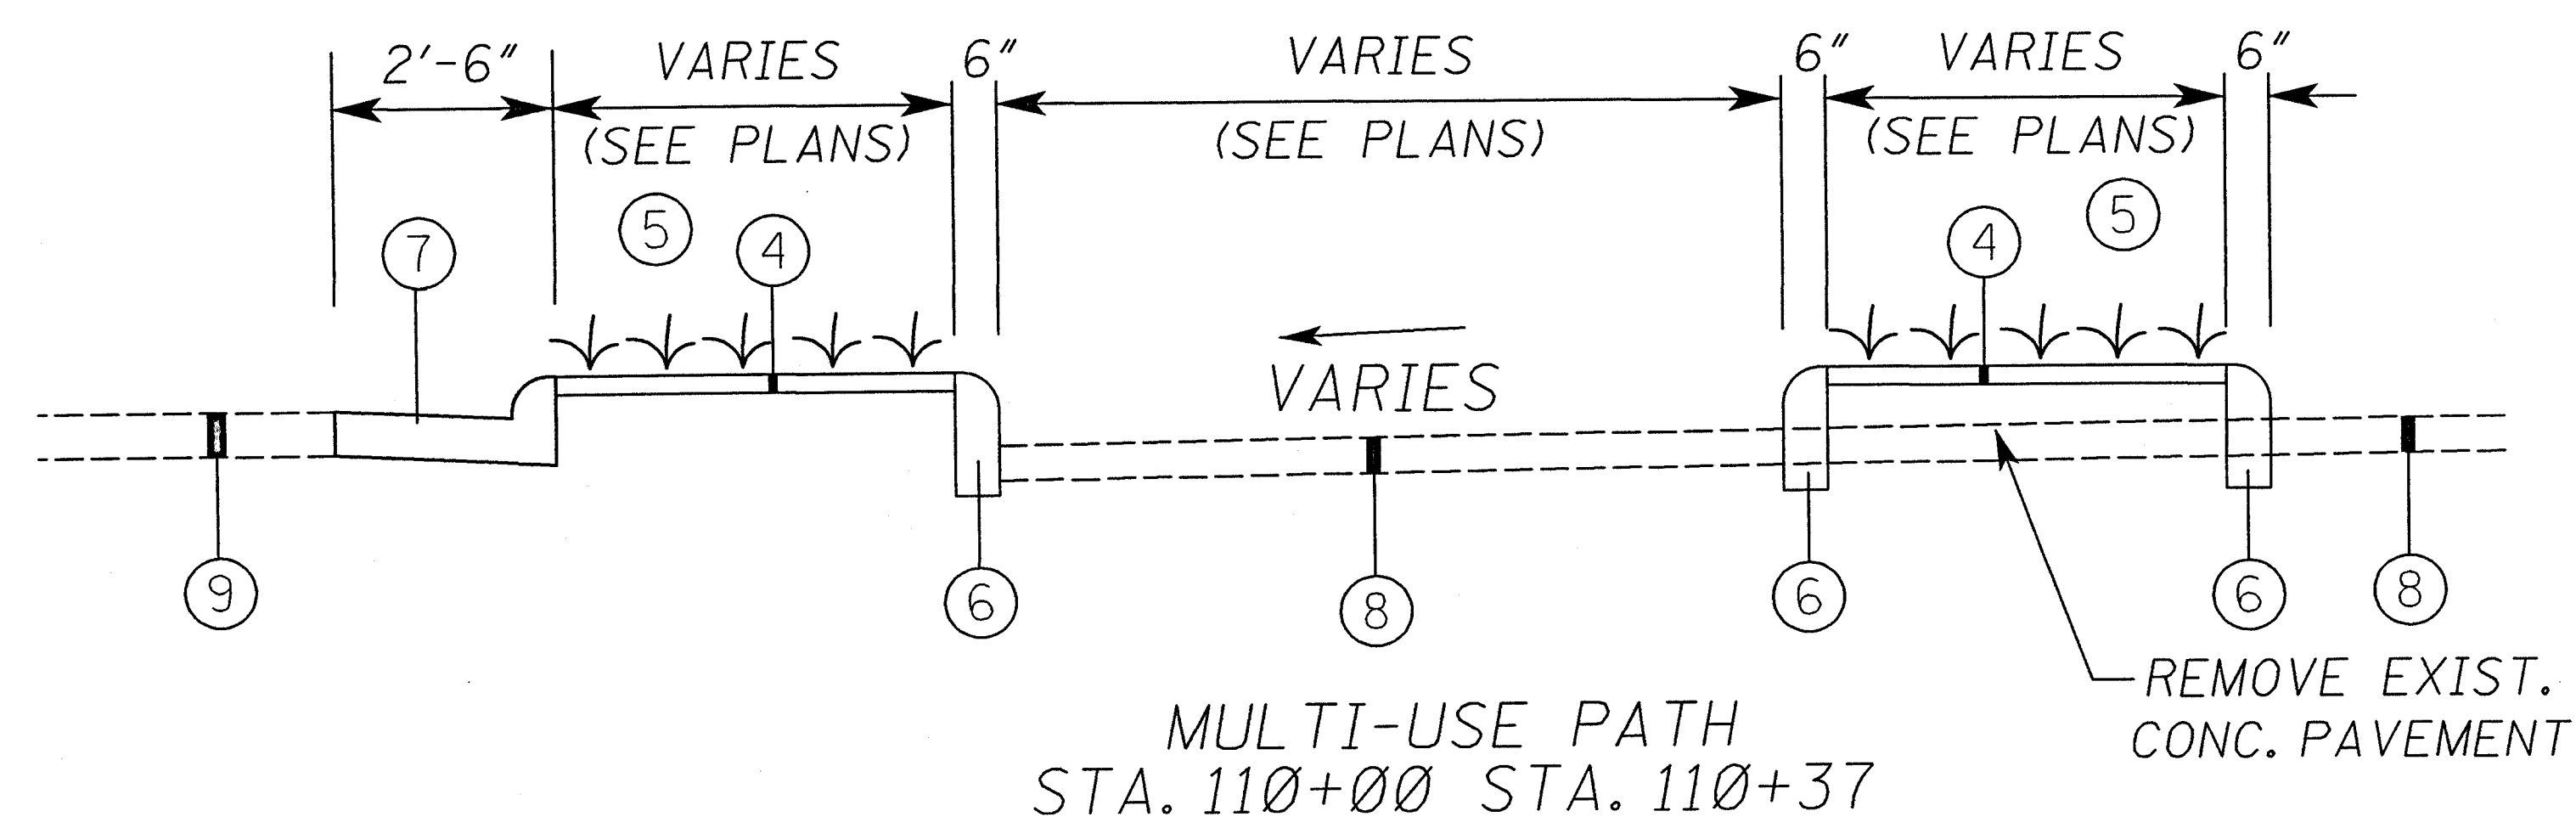 2'-6" VARIES 6" VARIES 6" VARIES 6"
(SEE PLANS) (SEE PLANS) (SEE PLANS)
5 5
7 4 4
VARIES
9 6 8 6 6 8
REMOVE EXIST.
CONC. PAVEMENT
MULTI-USE PATH
STA. 110+00 STA. 110+37